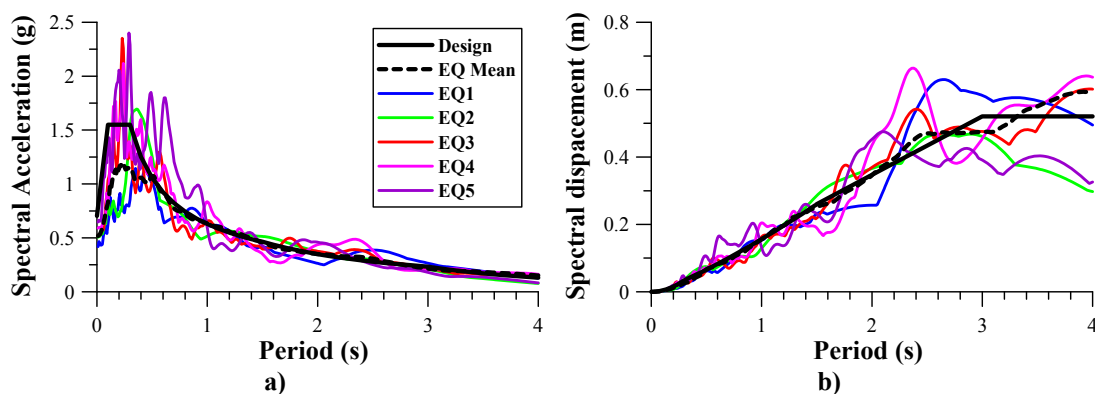 Spectral Acceleration (g)
2.5
2
1.5
1
0.5
0
0 1 2 3 4
Period (s)
a)
Design
EQ Mean
EQ1
EQ2
EQ3
EQ4
EQ5
Spectral dispacement (m)
0.8
0.6
0.4
0.2
0
0 1 2 3 4
Period (s)
b)